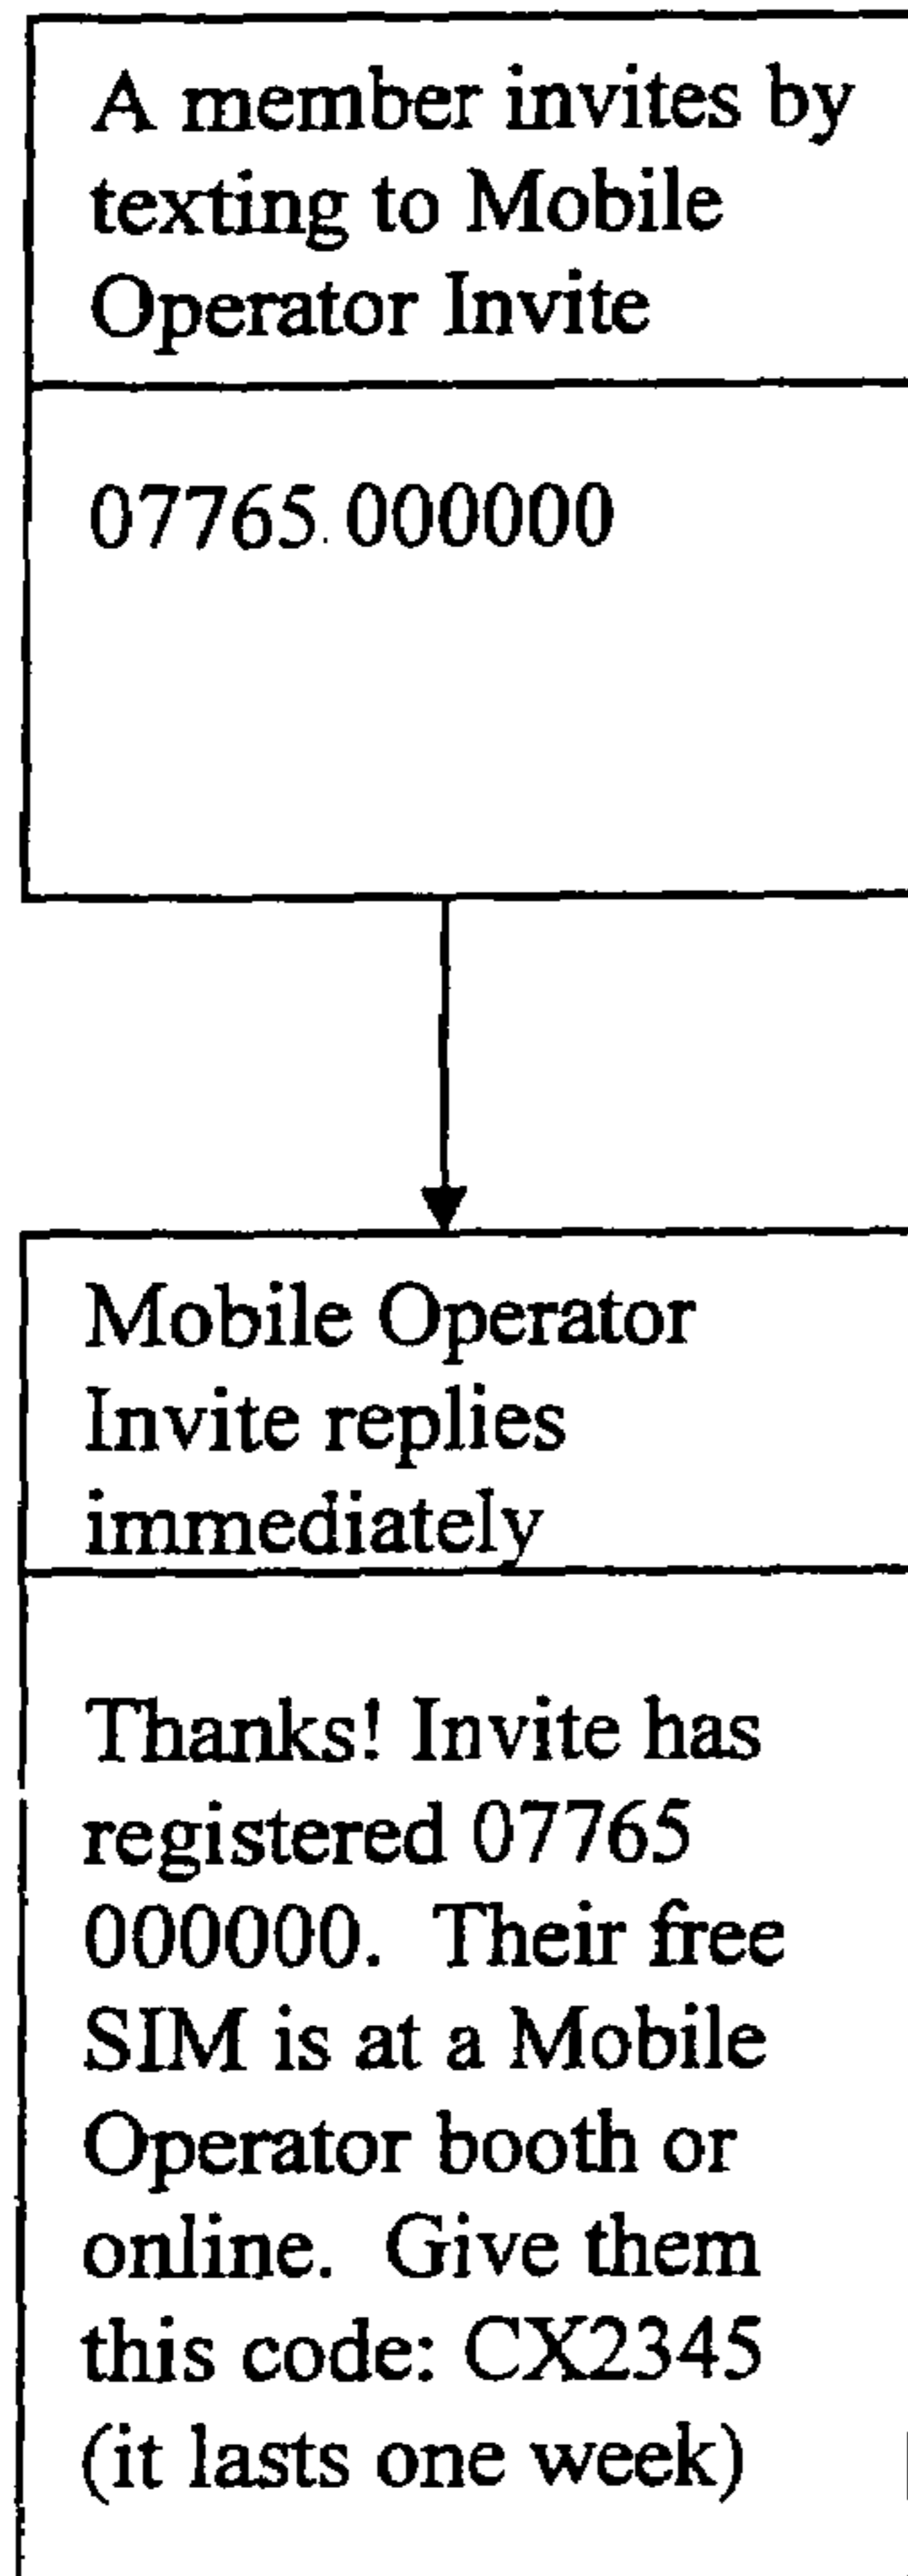 A member invites by
texting to Mobile
Operator Invite
07765 000000
Mobile Operator
Invite replies
immediately
Thanks! Invite has
registered 07765
000000. Their free
SIM is at a Mobile
Operator booth or
online. Give them
this code: CX2345
(it lasts one week)